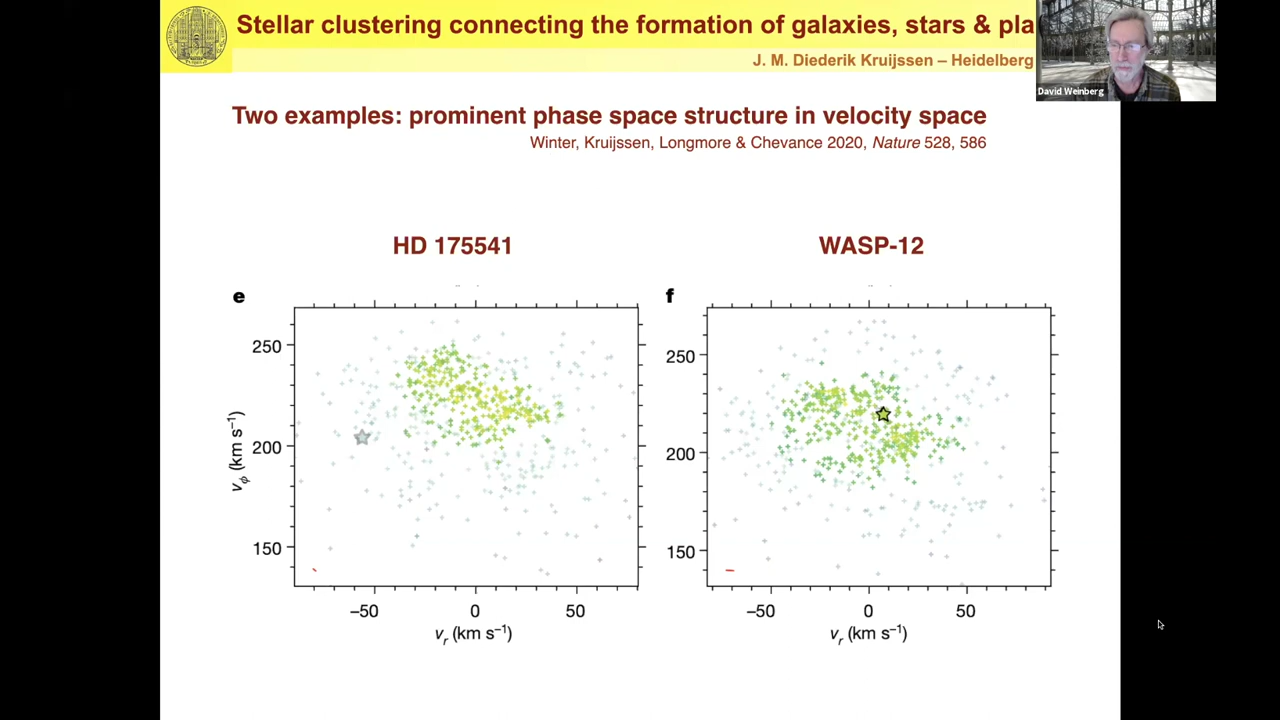 Stellar clustering connecting the formation of galaxies, stars & pla
J. M. Diederik Kruijssen – Heidelberg
David Weinberg
Two examples: prominent phase space structure in velocity space
Winter, Kruijssen, Longmore & Chevance 2020, Nature 528, 586
HD 175541
WASP-12
e
f
250
200
150
vϕ (km s⁻¹)
–50 0 50
vr (km s⁻¹)
250
200
150
–50 0 50
vr (km s⁻¹)